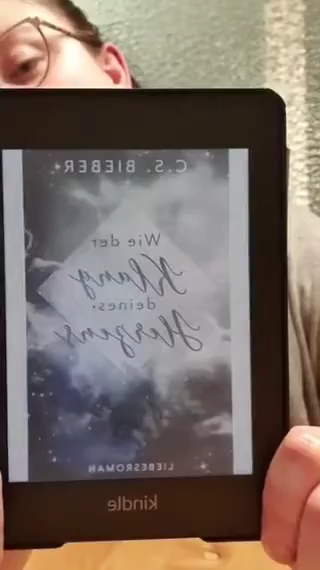 C.S. BIEBER
Wie der
Klang
deines
Herzens
LIEBESROMAN
kindle